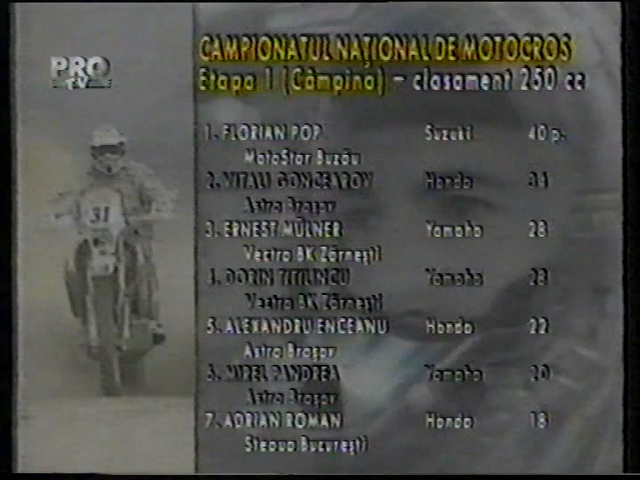 PRO
TV
CAMPIONATUL NAȚIONAL DE MOTOCROS
Etapa 1 (Câmpina) – clasament 250 cc
1. FLORIAN POP Suzuki 40 p.
MotoStar Buzău
2. VITALI GONCEAROV Honda 34
Astra Brașov
3. ERNEST MÜLNER Yamaha 28
Vectra BK Zărnești
4. DORIN TITILINCU Yamaha 28
Vectra BK Zărnești
5. ALEXANDRU ENCEANU Honda 22
Astra Brașov
6. MIREL PANDREA Yamaha 20
Astra Brașov
7. ADRIAN ROMAN Honda 18
Steaua București
31